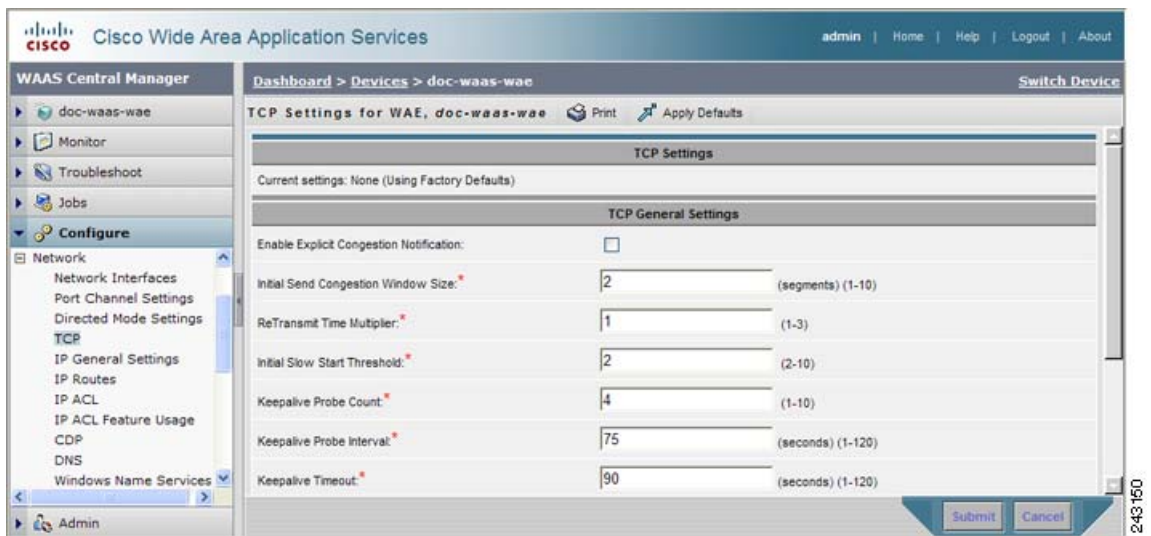 CISCO Cisco Wide Area Application Services admin | Home | Help | Logout | About
WAAS Central Manager
Dashboard > Devices > doc-waas-wae Switch Device
doc-waas-wae
Monitor
Troubleshoot
Jobs
Configure
Network
Network Interfaces
Port Channel Settings
Directed Mode Settings
TCP
IP General Settings
IP Routes
IP ACL
IP ACL Feature Usage
CDP
DNS
Windows Name Services
Admin
TCP Settings for WAE, doc-waas-wae Print Apply Defaults
TCP Settings
Current settings: None (Using Factory Defaults)
TCP General Settings
Enable Explicit Congestion Notification:
Initial Send Congestion Window Size:* 2 (segments) (1-10)
ReTransmit Time Multiplier:* 1 (1-3)
Initial Slow Start Threshold:* 2 (2-10)
Keepalive Probe Count:* 4 (1-10)
Keepalive Probe Interval:* 75 (seconds) (1-120)
Keepalive Timeout:* 90 (seconds) (1-120)
Submit Cancel
243150